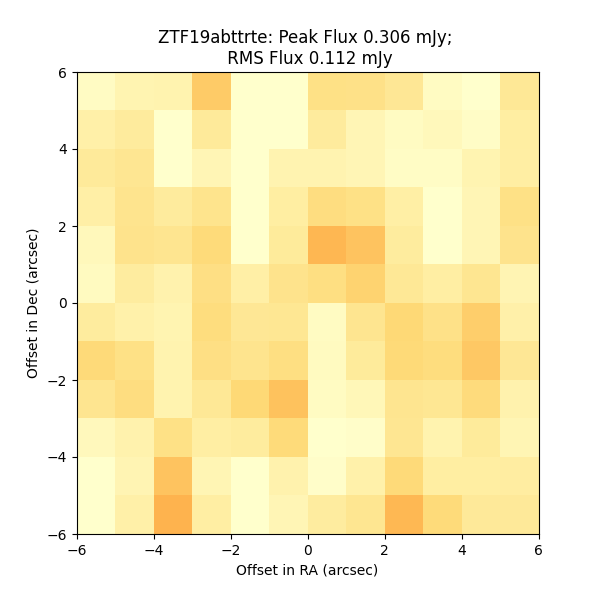 ZTF19abttrte: Peak Flux 0.306 mJy;
RMS Flux 0.112 mJy
6
4
2
0
−2
−4
−6
Offset in Dec (arcsec)
−6 −4 −2 0 2 4 6
Offset in RA (arcsec)